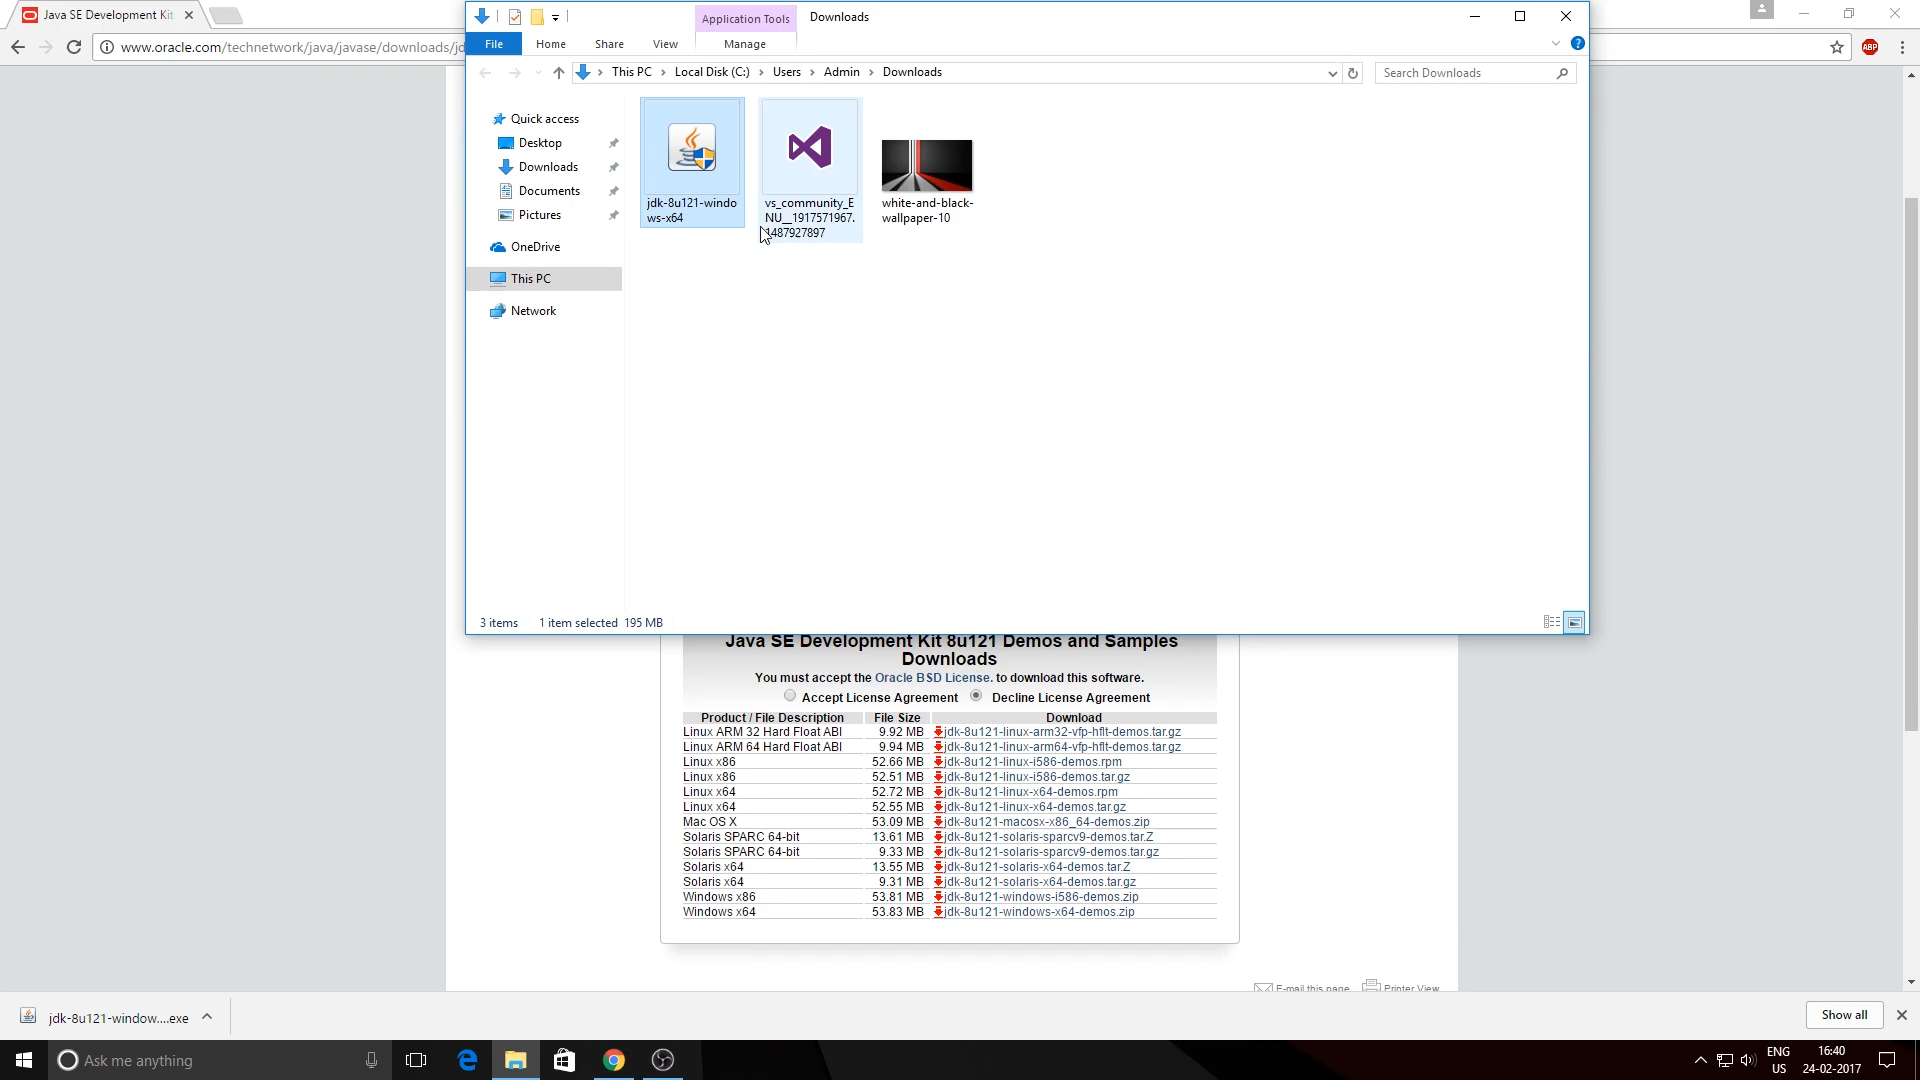 Java SE Development Kit
www.oracle.com/technetwork/java/javase/downloads/jd
ABP
Application Tools
Downloads
File
Home
Share
View
Manage
This PC
Local Disk (C:)
Users
Admin
Downloads
Search Downloads
Quick access
Desktop
Downloads
Documents
Pictures
OneDrive
This PC
Network
jdk-8u121-windo
ws-x64
vs_community_E
NU__1917571967.
1487927897
white-and-black-
wallpaper-10
3 items
1 item selected 195 MB
Java SE Development Kit 8u121 Demos and Samples
Downloads
You must accept the Oracle BSD License. to download this software.
Accept License Agreement Decline License Agreement
Product / File Description File Size Download
Linux ARM 32 Hard Float ABI 9.92 MB jdk-8u121-linux-arm32-vfp-hflt-demos.tar.gz
Linux ARM 64 Hard Float ABI 9.94 MB jdk-8u121-linux-arm64-vfp-hflt-demos.tar.gz
Linux x86 52.66 MB jdk-8u121-linux-i586-demos.rpm
Linux x86 52.51 MB jdk-8u121-linux-i586-demos.tar.gz
Linux x64 52.72 MB jdk-8u121-linux-x64-demos.rpm
Linux x64 52.55 MB jdk-8u121-linux-x64-demos.tar.gz
Mac OS X 53.09 MB jdk-8u121-macosx-x86_64-demos.zip
Solaris SPARC 64-bit 13.61 MB jdk-8u121-solaris-sparcv9-demos.tar.Z
Solaris SPARC 64-bit 9.33 MB jdk-8u121-solaris-sparcv9-demos.tar.gz
Solaris x64 13.55 MB jdk-8u121-solaris-x64-demos.tar.Z
Solaris x64 9.31 MB jdk-8u121-solaris-x64-demos.tar.gz
Windows x86 53.81 MB jdk-8u121-windows-i586-demos.zip
Windows x64 53.83 MB jdk-8u121-windows-x64-demos.zip
E-mail this page Printer View
jdk-8u121-window....exe
Show all
Ask me anything
ENG
US
16:40
24-02-2017